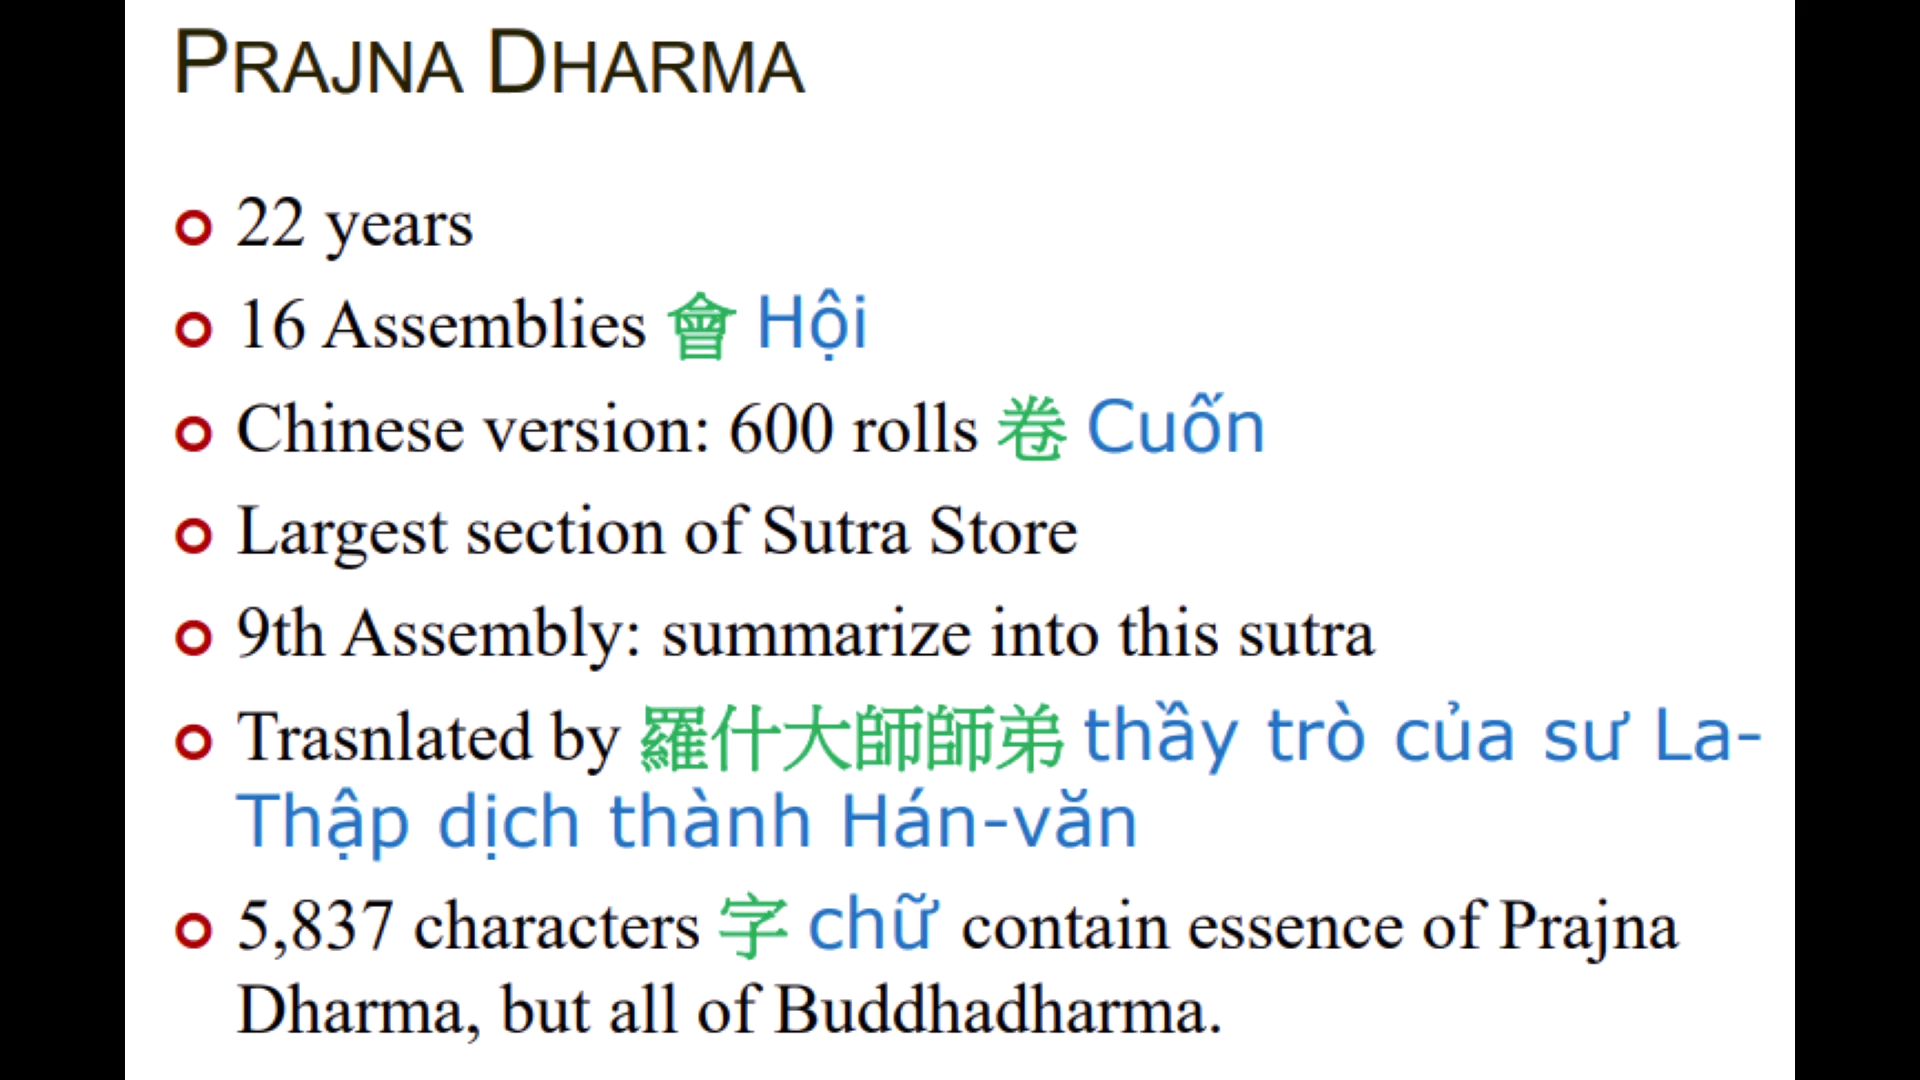 PRAJNA DHARMA
22 years
16 Assemblies 會 Hội
Chinese version: 600 rolls 卷 Cuốn
Largest section of Sutra Store
9th Assembly: summarize into this sutra
Trasnlated by 羅什大師師弟 thầy trò của sư La-
Thập dịch thành Hán-văn
5,837 characters 字 chữ contain essence of Prajna
Dharma, but all of Buddhadharma.